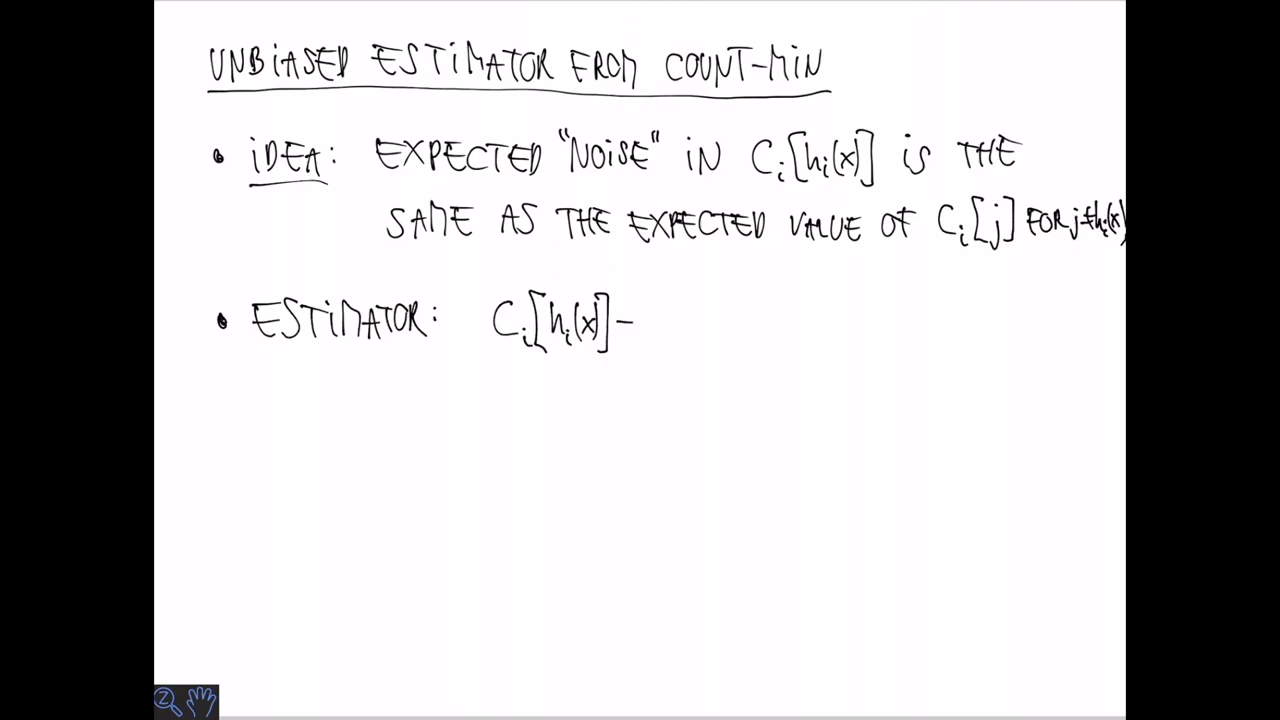 UNBIASED ESTIMATOR FROM COUNT-MIN
• IDEA: EXPECTED "NOISE" IN Cᵢ[hᵢ(x)] IS THE
SAME AS THE EXPECTED VALUE OF Cᵢ[j] FOR j≠hᵢ(x)
• ESTIMATOR: Cᵢ[hᵢ(x)] −
Z